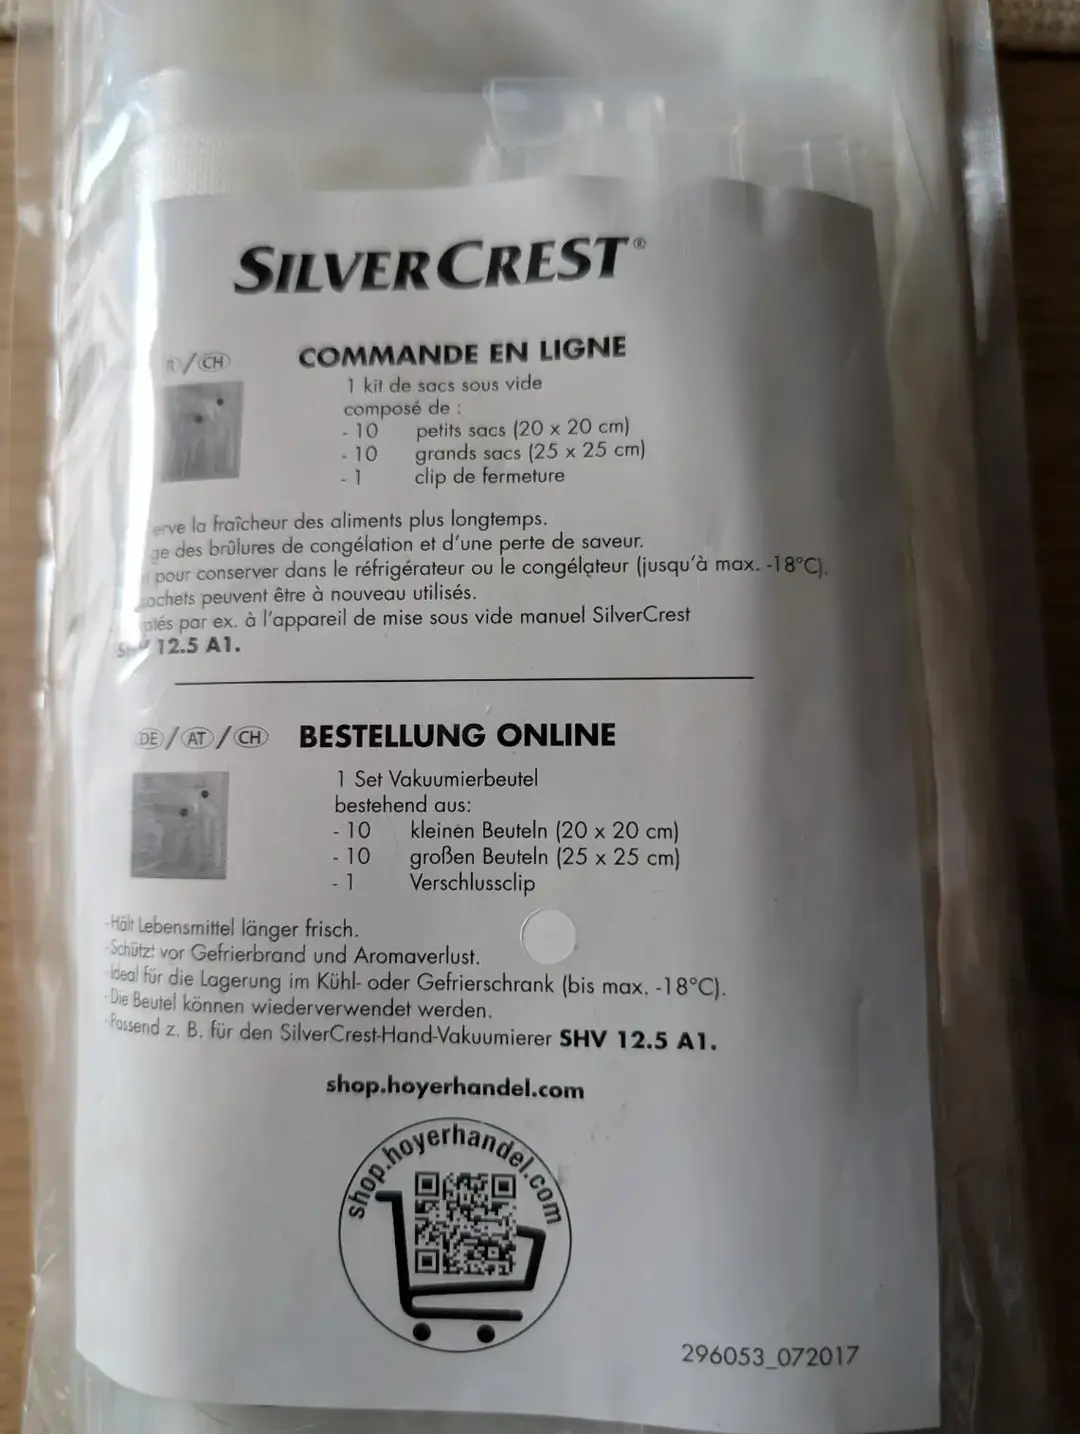 SILVERCREST®
R / CH COMMANDE EN LIGNE
1 kit de sacs sous vide
composé de :
- 10 petits sacs (20 x 20 cm)
- 10 grands sacs (25 x 25 cm)
- 1 clip de fermeture
erve la fraîcheur des aliments plus longtemps.
ge des brûlures de congélation et d'une perte de saveur.
pour conserver dans le réfrigérateur ou le congélateur (jusqu'à max. -18°C).
achets peuvent être à nouveau utilisés.
ptés par ex. à l'appareil de mise sous vide manuel SilverCrest
SHV 12.5 A1.
DE / AT / CH BESTELLUNG ONLINE
1 Set Vakuumierbeutel
bestehend aus:
- 10 kleinen Beuteln (20 x 20 cm)
- 10 großen Beuteln (25 x 25 cm)
- 1 Verschlussclip
-Hält Lebensmittel länger frisch.
-Schützt vor Gefrierbrand und Aromaverlust.
-Ideal für die Lagerung im Kühl- oder Gefrierschrank (bis max. -18°C).
-Die Beutel können wiederverwendet werden.
-Passend z. B. für den SilverCrest-Hand-Vakuumierer SHV 12.5 A1.
shop.hoyerhandel.com
shop.hoyerhandel.com
296053_072017